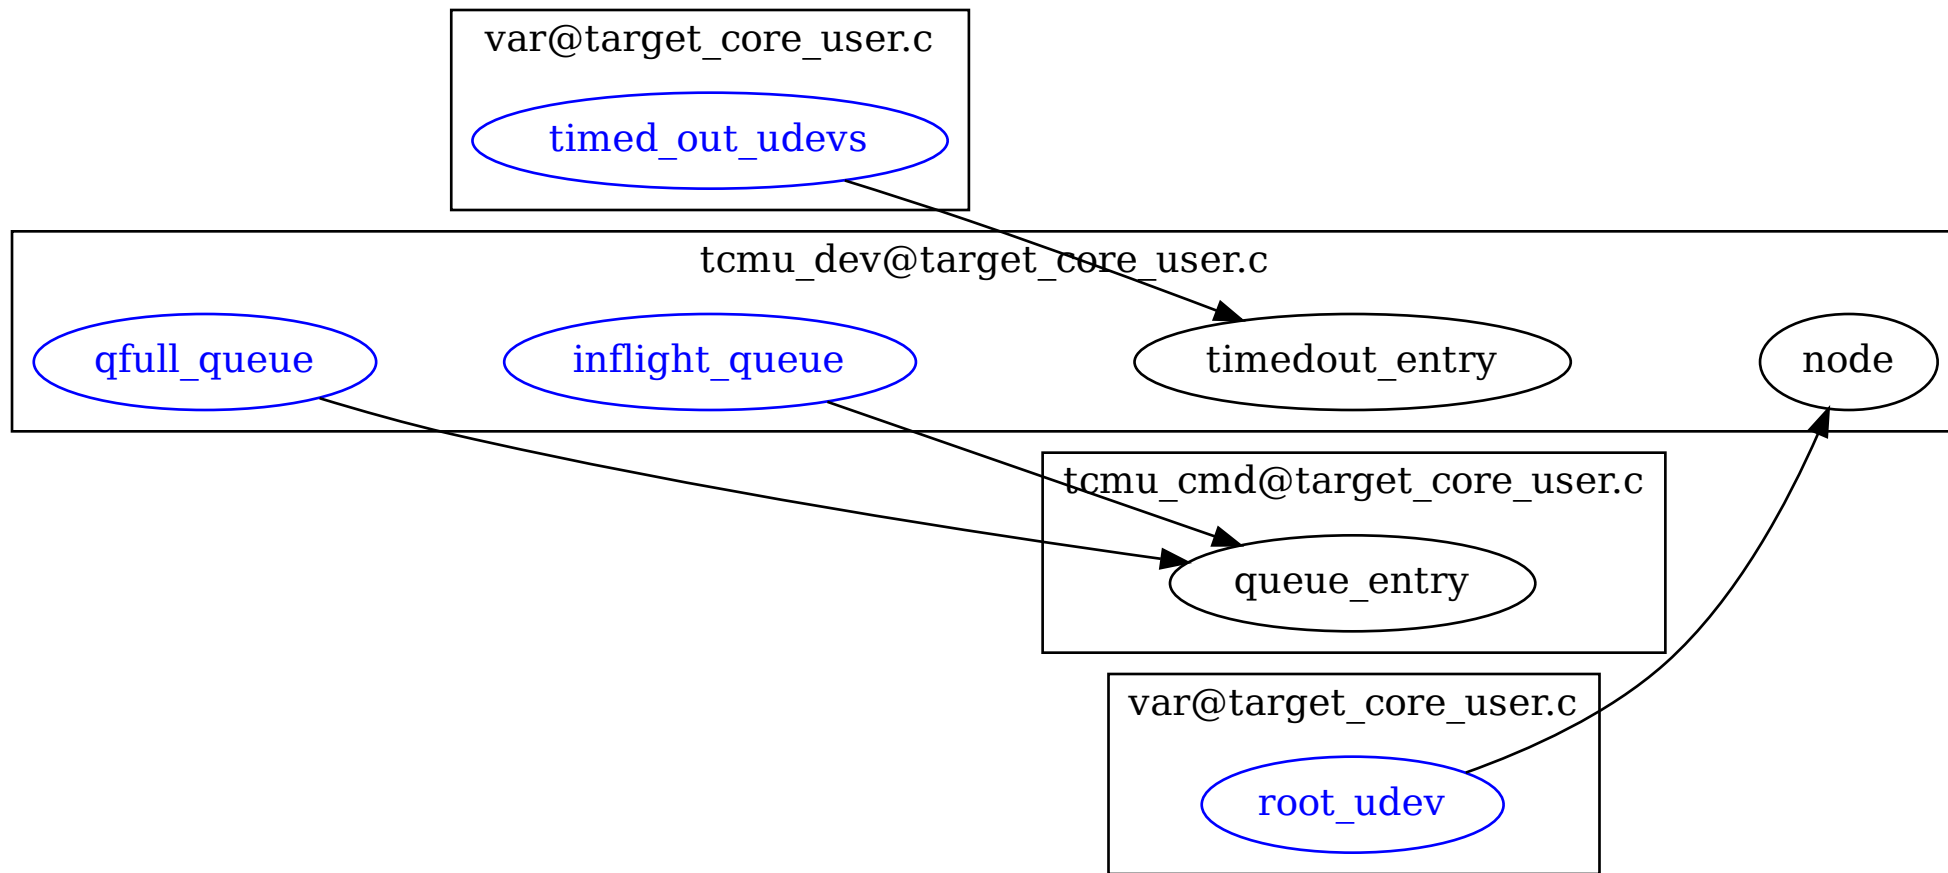 var@target_core_user.c
timed_out_udevs
tcmu_dev@target_core_user.c
qfull_queue
inflight_queue
timedout_entry
node
tcmu_cmd@target_core_user.c
queue_entry
var@target_core_user.c
root_udev